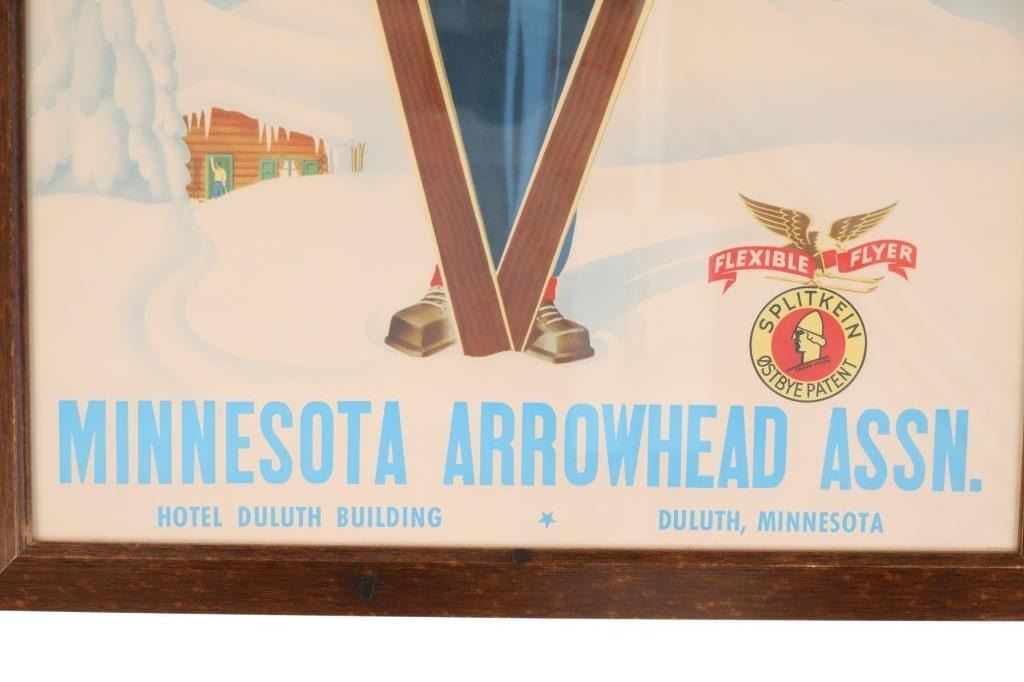 FLEXIBLE FLYER
SPLITKEIN
ØSTBYE PATENT
MINNESOTA ARROWHEAD ASSN.
HOTEL DULUTH BUILDING ★ DULUTH, MINNESOTA